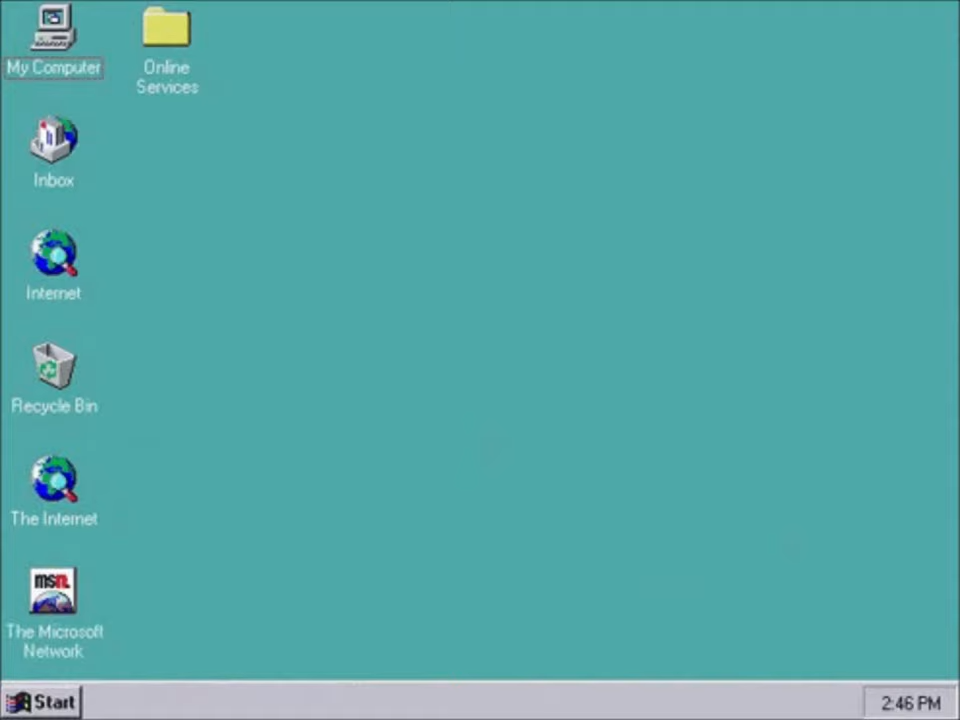 My Computer
Online
Services
Inbox
Internet
Recycle Bin
The Internet
msn.
The Microsoft
Network
Start
2:46 PM